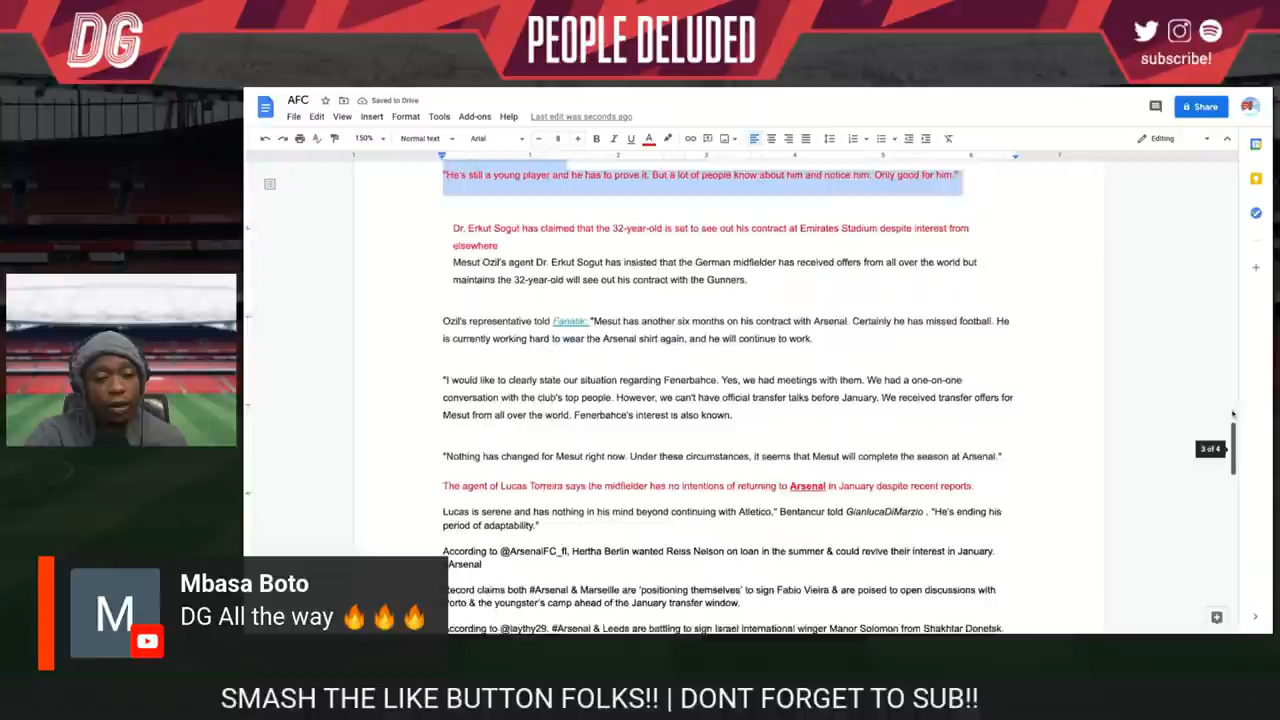 DG
PEOPLE DELUDED
subscribe!
AFC
Saved to Drive
File Edit View Insert Format Tools Add-ons Help Last edit was seconds ago
Share
150% Normal text Arial 8 B I U A Editing
1 1 2 3 4 5 6 7
"He's still a young player and he has to prove it. But a lot of people know about him and notice him. Only good for him."
Dr. Erkut Sogut has claimed that the 32-year-old is set to see out his contract at Emirates Stadium despite interest from
elsewhere
Mesut Ozil's agent Dr. Erkut Sogut has insisted that the German midfielder has received offers from all over the world but
maintains the 32-year-old will see out his contract with the Gunners.
Ozil's representative told Fanatik: "Mesut has another six months on his contract with Arsenal. Certainly he has missed football. He
is currently working hard to wear the Arsenal shirt again, and he will continue to work.
"I would like to clearly state our situation regarding Fenerbahce. Yes, we had meetings with them. We had a one-on-one
conversation with the club's top people. However, we can't have official transfer talks before January. We received transfer offers for
Mesut from all over the world. Fenerbahce's interest is also known.
3 of 4
"Nothing has changed for Mesut right now. Under these circumstances, it seems that Mesut will complete the season at Arsenal."
The agent of Lucas Torreira says the midfielder has no intentions of returning to Arsenal in January despite recent reports.
Lucas is serene and has nothing in his mind beyond continuing with Atletico," Bentancur told GianlucaDiMarzio . "He's ending his
period of adaptability."
According to @ArsenalFC_fl, Hertha Berlin wanted Reiss Nelson on loan in the summer & could revive their interest in January.
Arsenal
Record claims both #Arsenal & Marseille are 'positioning themselves' to sign Fabio Vieira & are poised to open discussions with
Porto & the youngster's camp ahead of the January transfer window.
According to @laythy29, #Arsenal & Leeds are battling to sign Israel international winger Manor Solomon from Shakhtar Donetsk.
M
Mbasa Boto
DG All the way 🔥🔥🔥
SMASH THE LIKE BUTTON FOLKS!! | DONT FORGET TO SUB!!